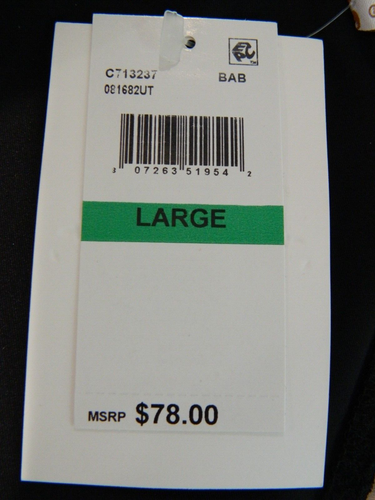 C713237
BAB
081682UT
3 07263 51954 2
LARGE
MSRP $78.00